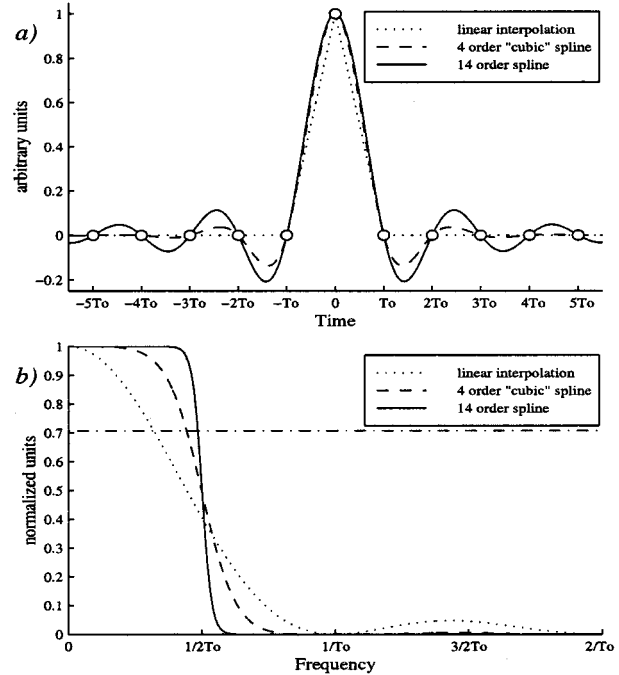 a)
1
0.8
0.6
0.4
0.2
0
−0.2
arbitrary units
linear interpolation
4 order "cubic" spline
14 order spline
−5To −4To −3To −2To −To 0 To 2To 3To 4To 5To
Time
b)
1
0.9
0.8
0.7
0.6
0.5
0.4
0.3
0.2
0.1
0
normalized units
linear interpolation
4 order "cubic" spline
14 order spline
0 1/2To 1/To 3/2To 2/To
Frequency